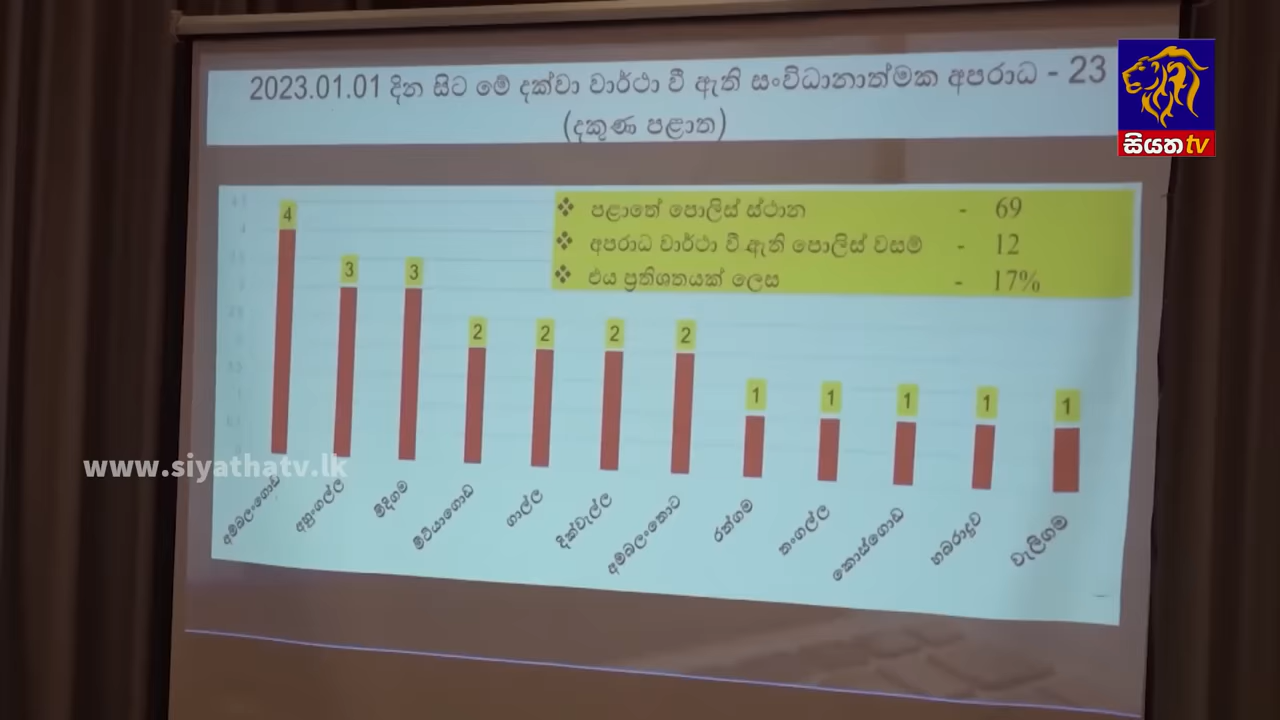 2023.01.01 දින සිට මේ දක්වා වාර්ථා වී ඇති සංවිධානාත්මක අපරාධ - 23
(දකුණ පළාත)
සියත tv
❖ පළාතේ පොලිස් ස්ථාන - 69
❖ අපරාධ වාර්ථා වී ඇති පොලිස් වසම් - 12
❖ එය ප්‍රතිශතයක් ලෙස - 17%
4 3 3 2 2 2 2 1 1 1 1 1
www.siyathatv.lk
අම්බලංගොඩ අහුංගල්ල මිදිගම මීටියාගොඩ ගාල්ල දික්වැල්ල අම්බලංතොට රත්ගම තංගල්ල කොස්ගොඩ හබරාදූව වැලිගම